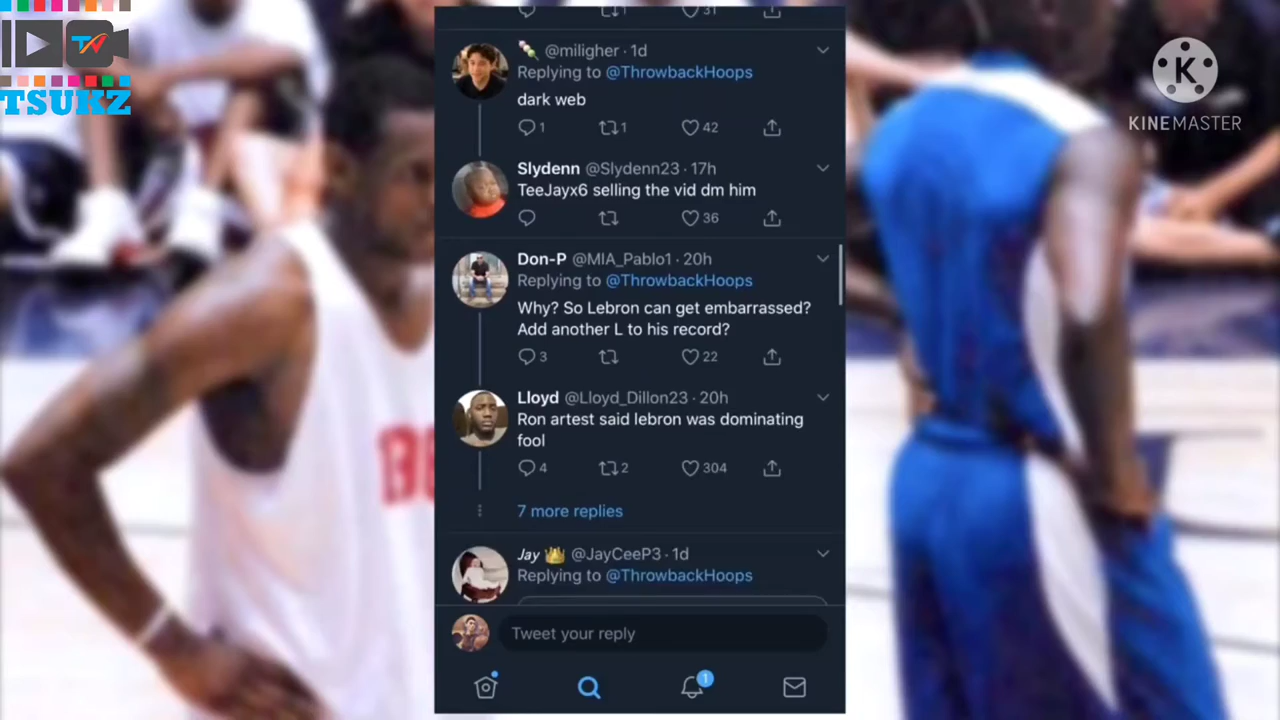 TV
TSUKZ
K
KINEMASTER
1
31
@miligher · 1d
Replying to @ThrowbackHoops
dark web
1
1
42
Slydenn @Slydenn23 · 17h
TeeJayx6 selling the vid dm him
36
Don-P @MIA_Pablo1 · 20h
Replying to @ThrowbackHoops
Why? So Lebron can get embarrassed?
Add another L to his record?
3
22
Lloyd @Lloyd_Dillon23 · 20h
Ron artest said lebron was dominating
fool
4
2
304
7 more replies
Jay @JayCeeP3 · 1d
Replying to @ThrowbackHoops
Tweet your reply
1